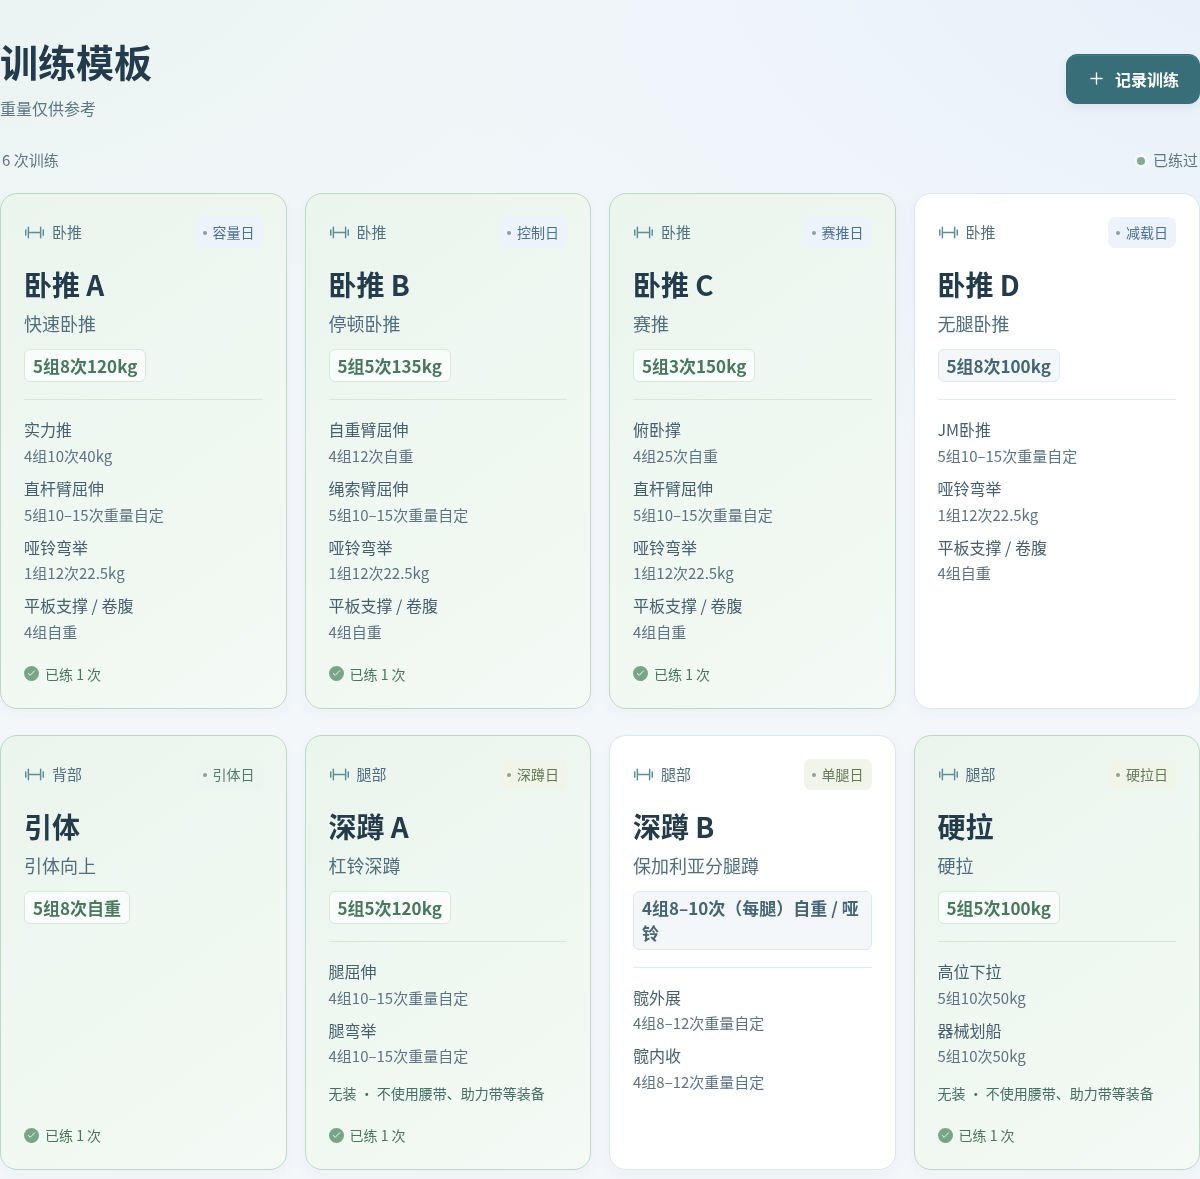 训练模板
重量仅供参考
记录训练
6 次训练
已练过
卧推
容量日
卧推 A
快速卧推
5组8次120kg
实力推
4组10次40kg
直杆臂屈伸
5组10–15次重量自定
哑铃弯举
1组12次22.5kg
平板支撑 / 卷腹
4组自重
已练 1 次
卧推
控制日
卧推 B
停顿卧推
5组5次135kg
自重臂屈伸
4组12次自重
绳索臂屈伸
5组10–15次重量自定
哑铃弯举
1组12次22.5kg
平板支撑 / 卷腹
4组自重
已练 1 次
卧推
赛推日
卧推 C
赛推
5组3次150kg
俯卧撑
4组25次自重
直杆臂屈伸
5组10–15次重量自定
哑铃弯举
1组12次22.5kg
平板支撑 / 卷腹
4组自重
已练 1 次
卧推
减载日
卧推 D
无腿卧推
5组8次100kg
JM卧推
5组10–15次重量自定
哑铃弯举
1组12次22.5kg
平板支撑 / 卷腹
4组自重
背部
引体日
引体
引体向上
5组8次自重
已练 1 次
腿部
深蹲日
深蹲 A
杠铃深蹲
5组5次120kg
腿屈伸
4组10–15次重量自定
腿弯举
4组10–15次重量自定
无装 · 不使用腰带、助力带等装备
已练 1 次
腿部
单腿日
深蹲 B
保加利亚分腿蹲
4组8–10次（每腿）自重 / 哑
铃
髋外展
4组8–12次重量自定
髋内收
4组8–12次重量自定
腿部
硬拉日
硬拉
硬拉
5组5次100kg
高位下拉
5组10次50kg
器械划船
5组10次50kg
无装 · 不使用腰带、助力带等装备
已练 1 次